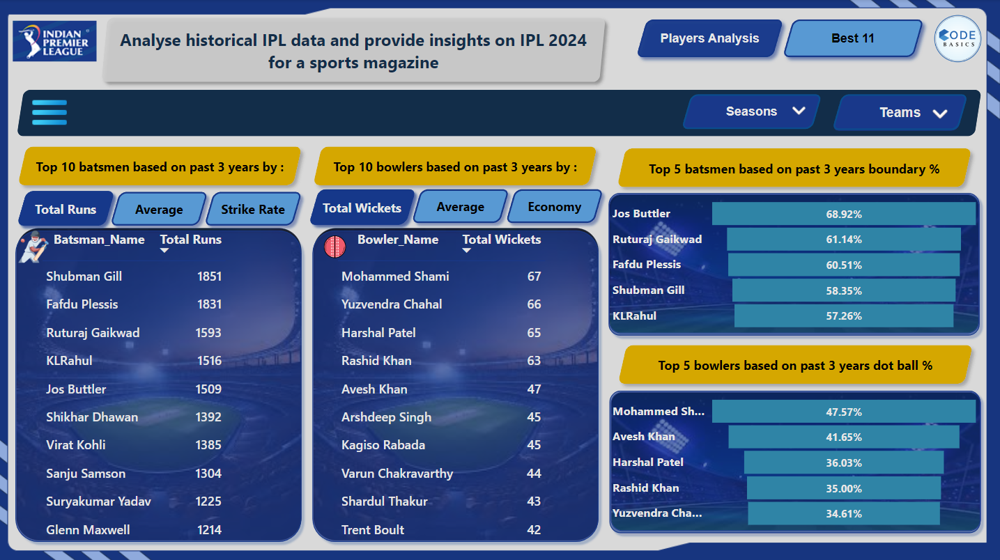 INDIAN
PREMIER
LEAGUE
Analyse historical IPL data and provide insights on IPL 2024
for a sports magazine
Players Analysis
Best 11
CODE
BASICS
Seasons
Teams
Top 10 batsmen based on past 3 years by :
Total Runs
Average
Strike Rate
Batsman_Name Total Runs
Shubman Gill 1851
Fafdu Plessis 1831
Ruturaj Gaikwad 1593
KLRahul 1516
Jos Buttler 1509
Shikhar Dhawan 1392
Virat Kohli 1385
Sanju Samson 1304
Suryakumar Yadav 1225
Glenn Maxwell 1214
Top 10 bowlers based on past 3 years by :
Total Wickets
Average
Economy
Bowler_Name Total Wickets
Mohammed Shami 67
Yuzvendra Chahal 66
Harshal Patel 65
Rashid Khan 63
Avesh Khan 47
Arshdeep Singh 45
Kagiso Rabada 45
Varun Chakravarthy 44
Shardul Thakur 43
Trent Boult 42
Top 5 batsmen based on past 3 years boundary %
Jos Buttler 68.92%
Ruturaj Gaikwad 61.14%
Fafdu Plessis 60.51%
Shubman Gill 58.35%
KLRahul 57.26%
Top 5 bowlers based on past 3 years dot ball %
Mohammed Sh... 47.57%
Avesh Khan 41.65%
Harshal Patel 36.03%
Rashid Khan 35.00%
Yuzvendra Cha... 34.61%